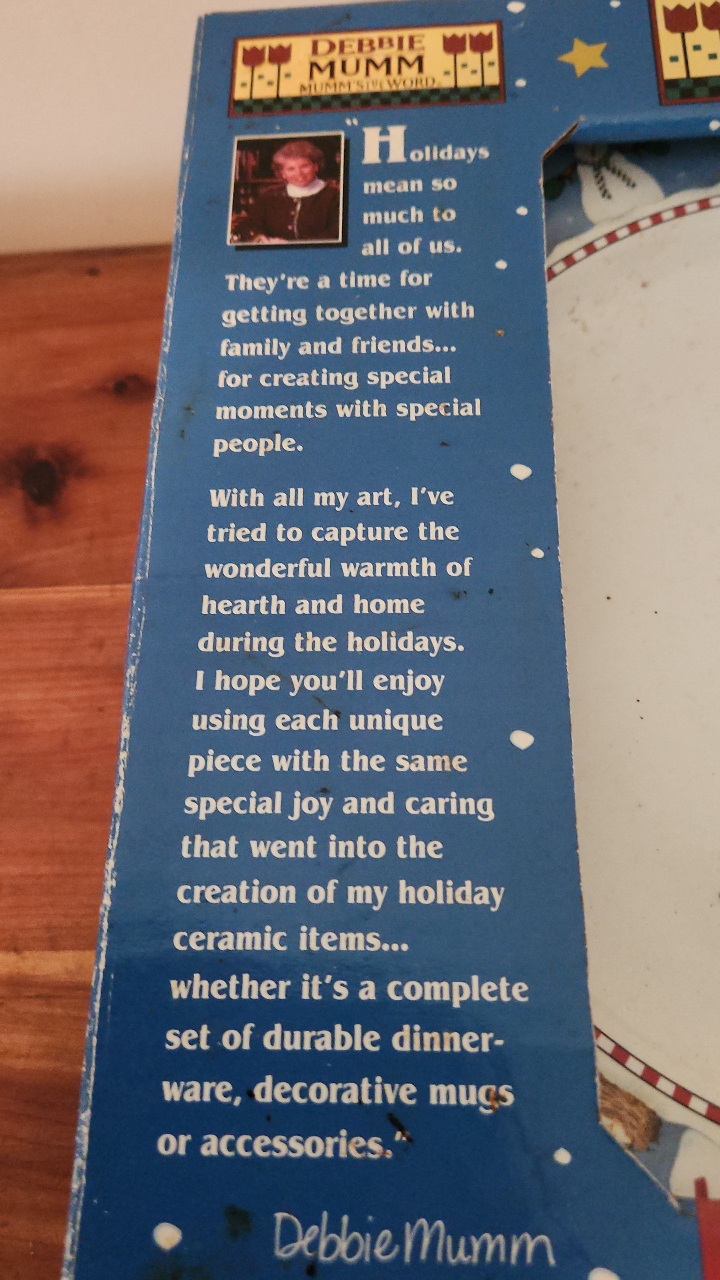 DEBBIE
MUMM
MUMM'S THE WORD
"Holidays
mean so
much to
all of us.
They're a time for
getting together with
family and friends...
for creating special
moments with special
people.
With all my art, I've
tried to capture the
wonderful warmth of
hearth and home
during the holidays.
I hope you'll enjoy
using each unique
piece with the same
special joy and caring
that went into the
creation of my holiday
ceramic items...
whether it's a complete
set of durable dinner-
ware, decorative mugs
or accessories."
Debbie Mumm